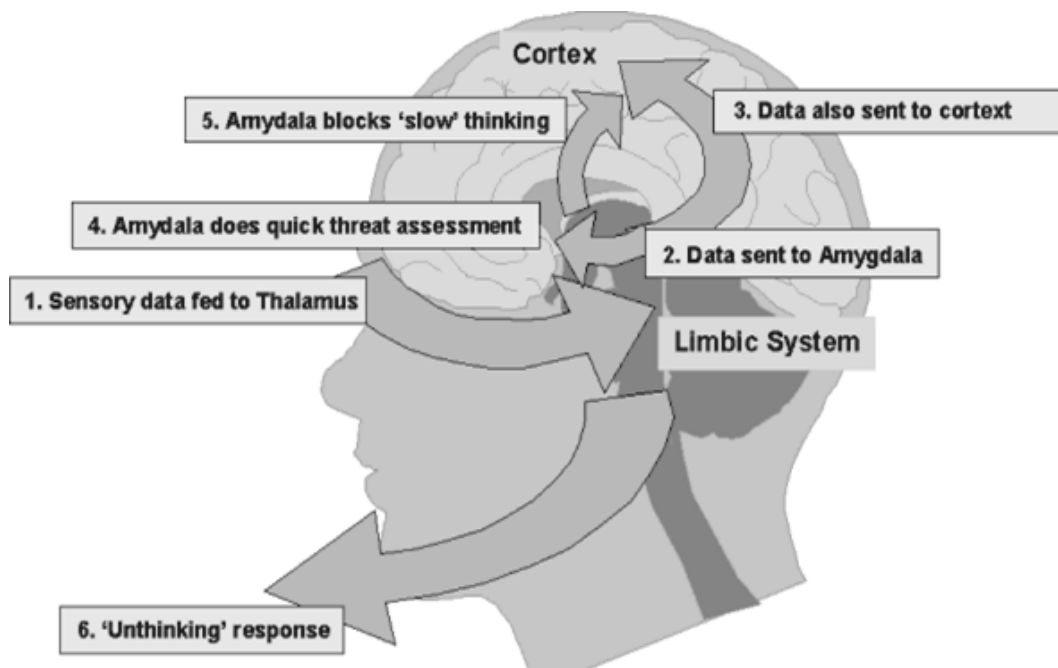 Cortex
5. Amydala blocks ‘slow’ thinking
3. Data also sent to cortext
4. Amydala does quick threat assessment
2. Data sent to Amygdala
1. Sensory data fed to Thalamus
Limbic System
6. ‘Unthinking’ response